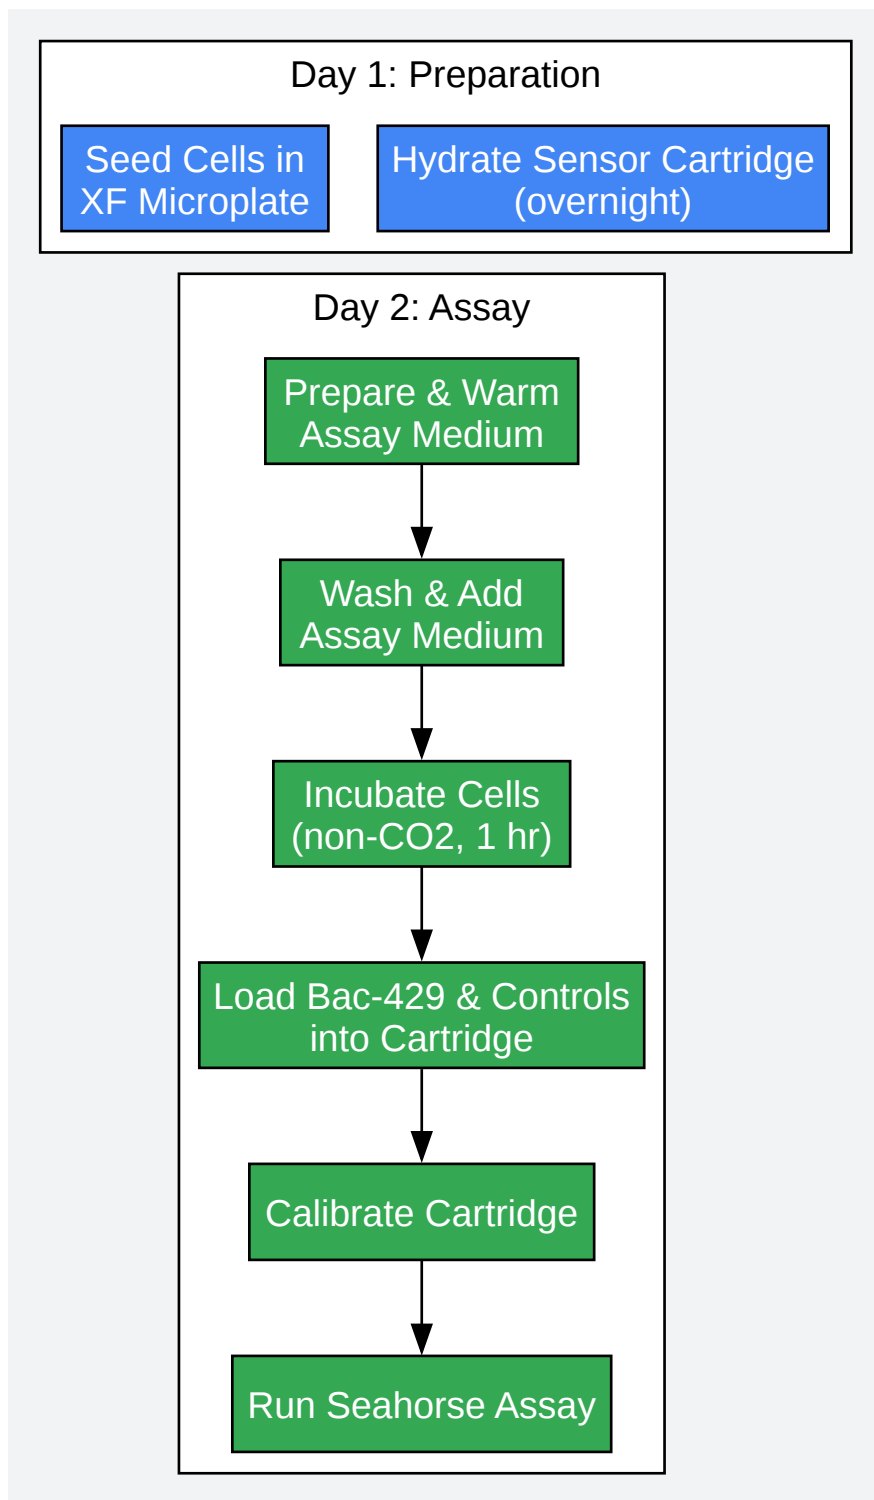 Day 1: Preparation
Seed Cells in
XF Microplate
Hydrate Sensor Cartridge
(overnight)
Day 2: Assay
Prepare & Warm
Assay Medium
Wash & Add
Assay Medium
Incubate Cells
(non-CO2, 1 hr)
Load Bac-429 & Controls
into Cartridge
Calibrate Cartridge
Run Seahorse Assay